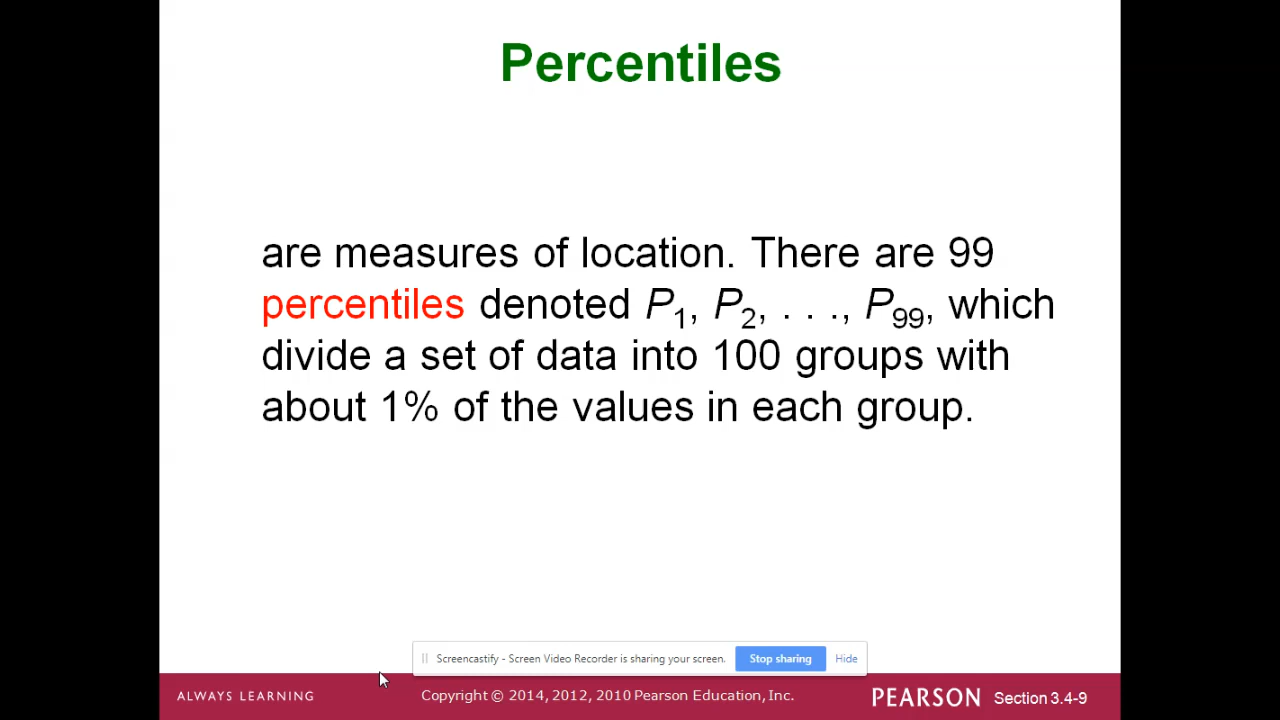 Percentiles
are measures of location. There are 99
percentiles denoted P1, P2, . . ., P99, which
divide a set of data into 100 groups with
about 1% of the values in each group.
Screencastify - Screen Video Recorder is sharing your screen. Stop sharing Hide
ALWAYS LEARNING Copyright © 2014, 2012, 2010 Pearson Education, Inc. PEARSON Section 3.4-9